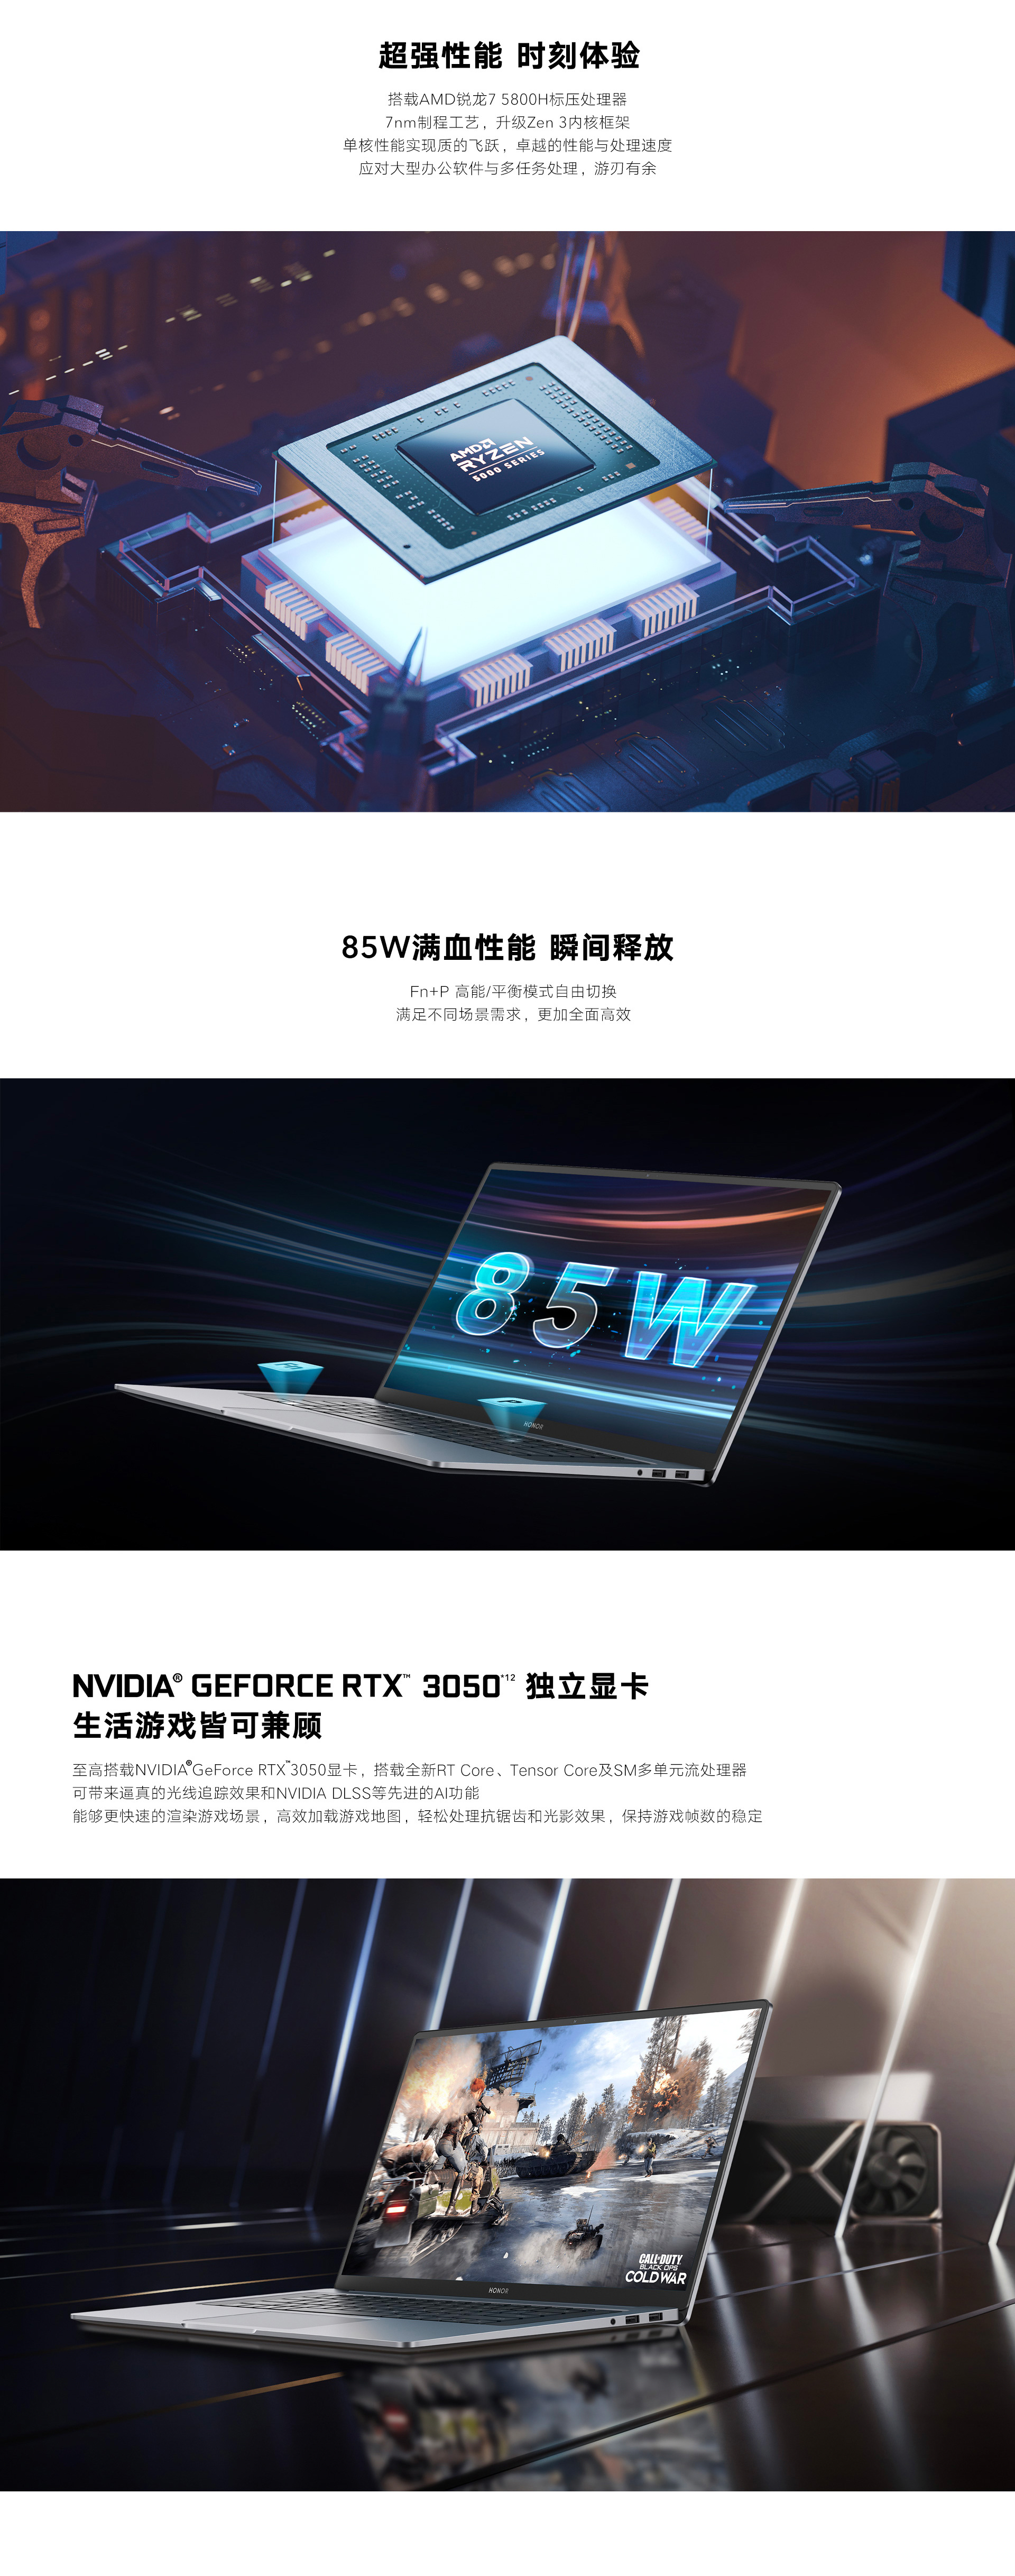 超强性能 时刻体验
搭载AMD锐龙7 5800H标压处理器
7nm制程工艺，升级Zen 3内核框架
单核性能实现质的飞跃，卓越的性能与处理速度
应对大型办公软件与多任务处理，游刃有余
AMD
RYZEN
5000 SERIES
85W满血性能 瞬间释放
Fn+P 高能/平衡模式自由切换
满足不同场景需求，更加全面高效
85W
P
HONOR
NVIDIA® GEFORCE RTX™ 3050*12 独立显卡
生活游戏皆可兼顾
至高搭载NVIDIA®GeForce RTX™3050显卡，搭载全新RT Core、Tensor Core及SM多单元流处理器
可带来逼真的光线追踪效果和NVIDIA DLSS等先进的AI功能
能够更快速的渲染游戏场景，高效加载游戏地图，轻松处理抗锯齿和光影效果，保持游戏帧数的稳定
CALL OF DUTY
BLACK OPS
COLD WAR
HONOR